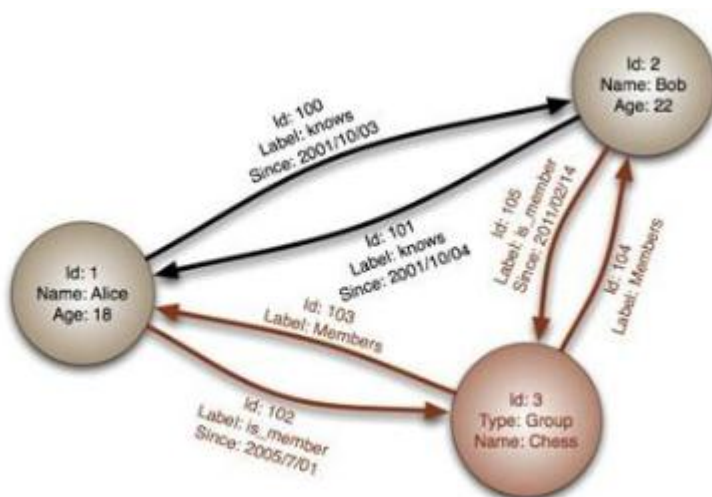 Id: 2
Name: Bob
Age: 22
Id: 100
Label: knows
Since: 2001/10/03
Id: 101
Label: knows
Since: 2001/10/04
Id: 105
Label: is_member
Since: 2011/02/14
Id: 104
Label: Members
Id: 1
Name: Alice
Age: 18
Id: 103
Label: Members
Id: 102
Label: is_member
Since: 2005/7/01
Id: 3
Type: Group
Name: Chess